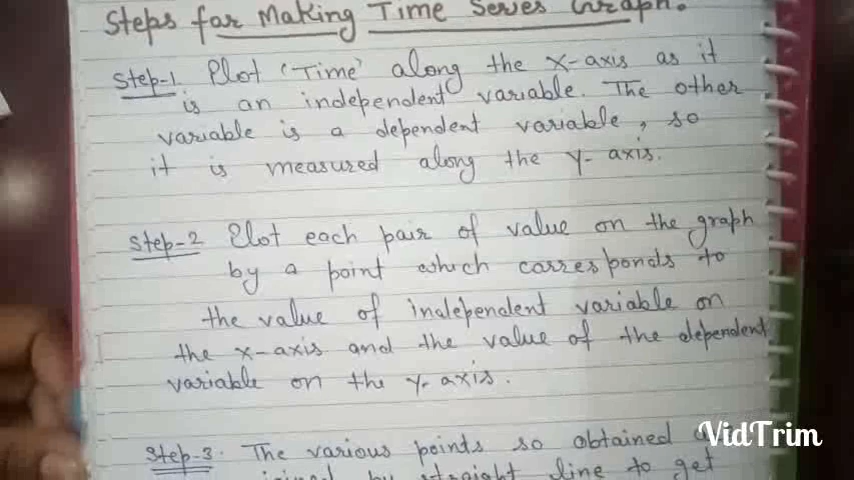 Steps for Making Time Series Graph.
Step-1 Plot 'Time' along the X-axis as it
is an independent variable. The other
variable is a dependent variable, so
it is measured along the Y-axis.
Step-2 Plot each pair of value on the graph
by a point which corresponds to
the value of independent variable on
the x-axis and the value of the dependent
variable on the Y-axis.
Step-3. The various points so obtained
joined by straight line to get
VidTrim